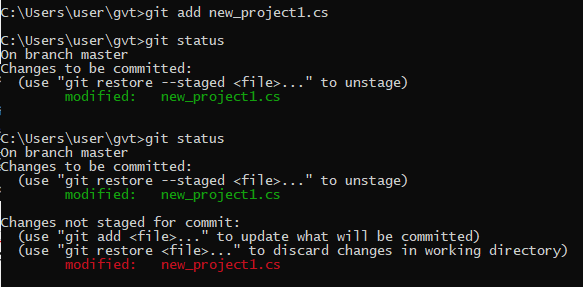 C:\Users\user\gvt>git add new_project1.cs
C:\Users\user\gvt>git status
On branch master
Changes to be committed:
  (use "git restore --staged <file>..." to unstage)
        modified:   new_project1.cs
C:\Users\user\gvt>git status
On branch master
Changes to be committed:
  (use "git restore --staged <file>..." to unstage)
        modified:   new_project1.cs
Changes not staged for commit:
  (use "git add <file>..." to update what will be committed)
  (use "git restore <file>..." to discard changes in working directory)
        modified:   new_project1.cs